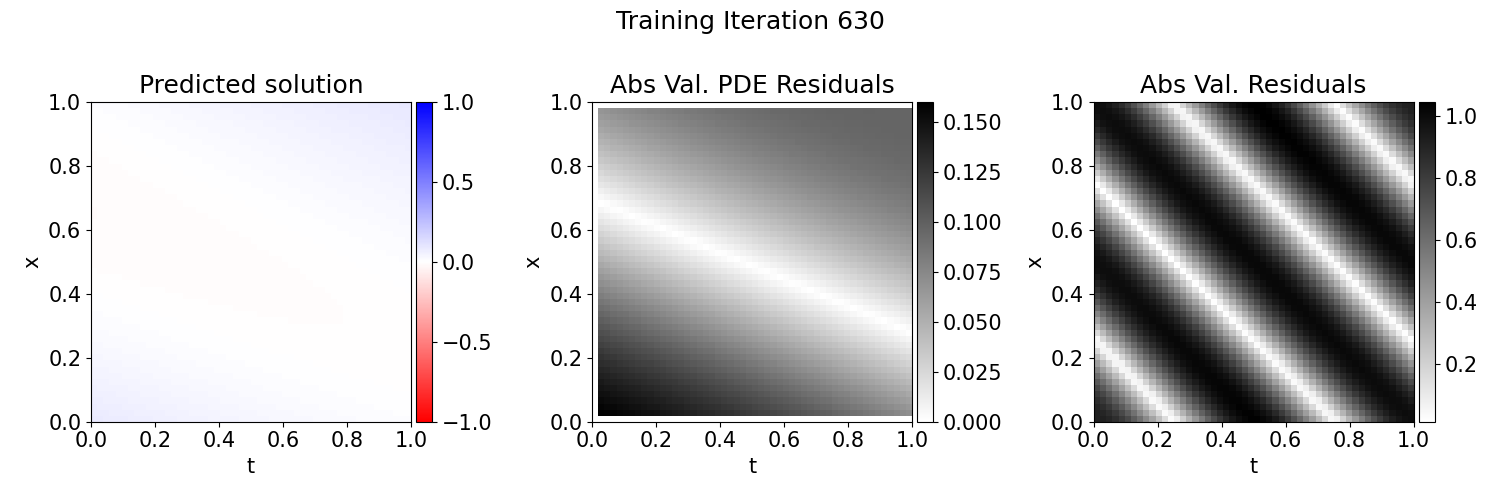 Training Iteration 630
Predicted solution
Abs Val. PDE Residuals
Abs Val. Residuals
1.0
0.8
0.6
0.4
0.2
0.0
x
0.0 0.2 0.4 0.6 0.8 1.0
t
1.0
0.5
0.0
−0.5
−1.0
1.0
0.8
0.6
0.4
0.2
0.0
x
0.0 0.2 0.4 0.6 0.8 1.0
t
0.150
0.125
0.100
0.075
0.050
0.025
0.000
1.0
0.8
0.6
0.4
0.2
0.0
x
0.0 0.2 0.4 0.6 0.8 1.0
t
1.0
0.8
0.6
0.4
0.2